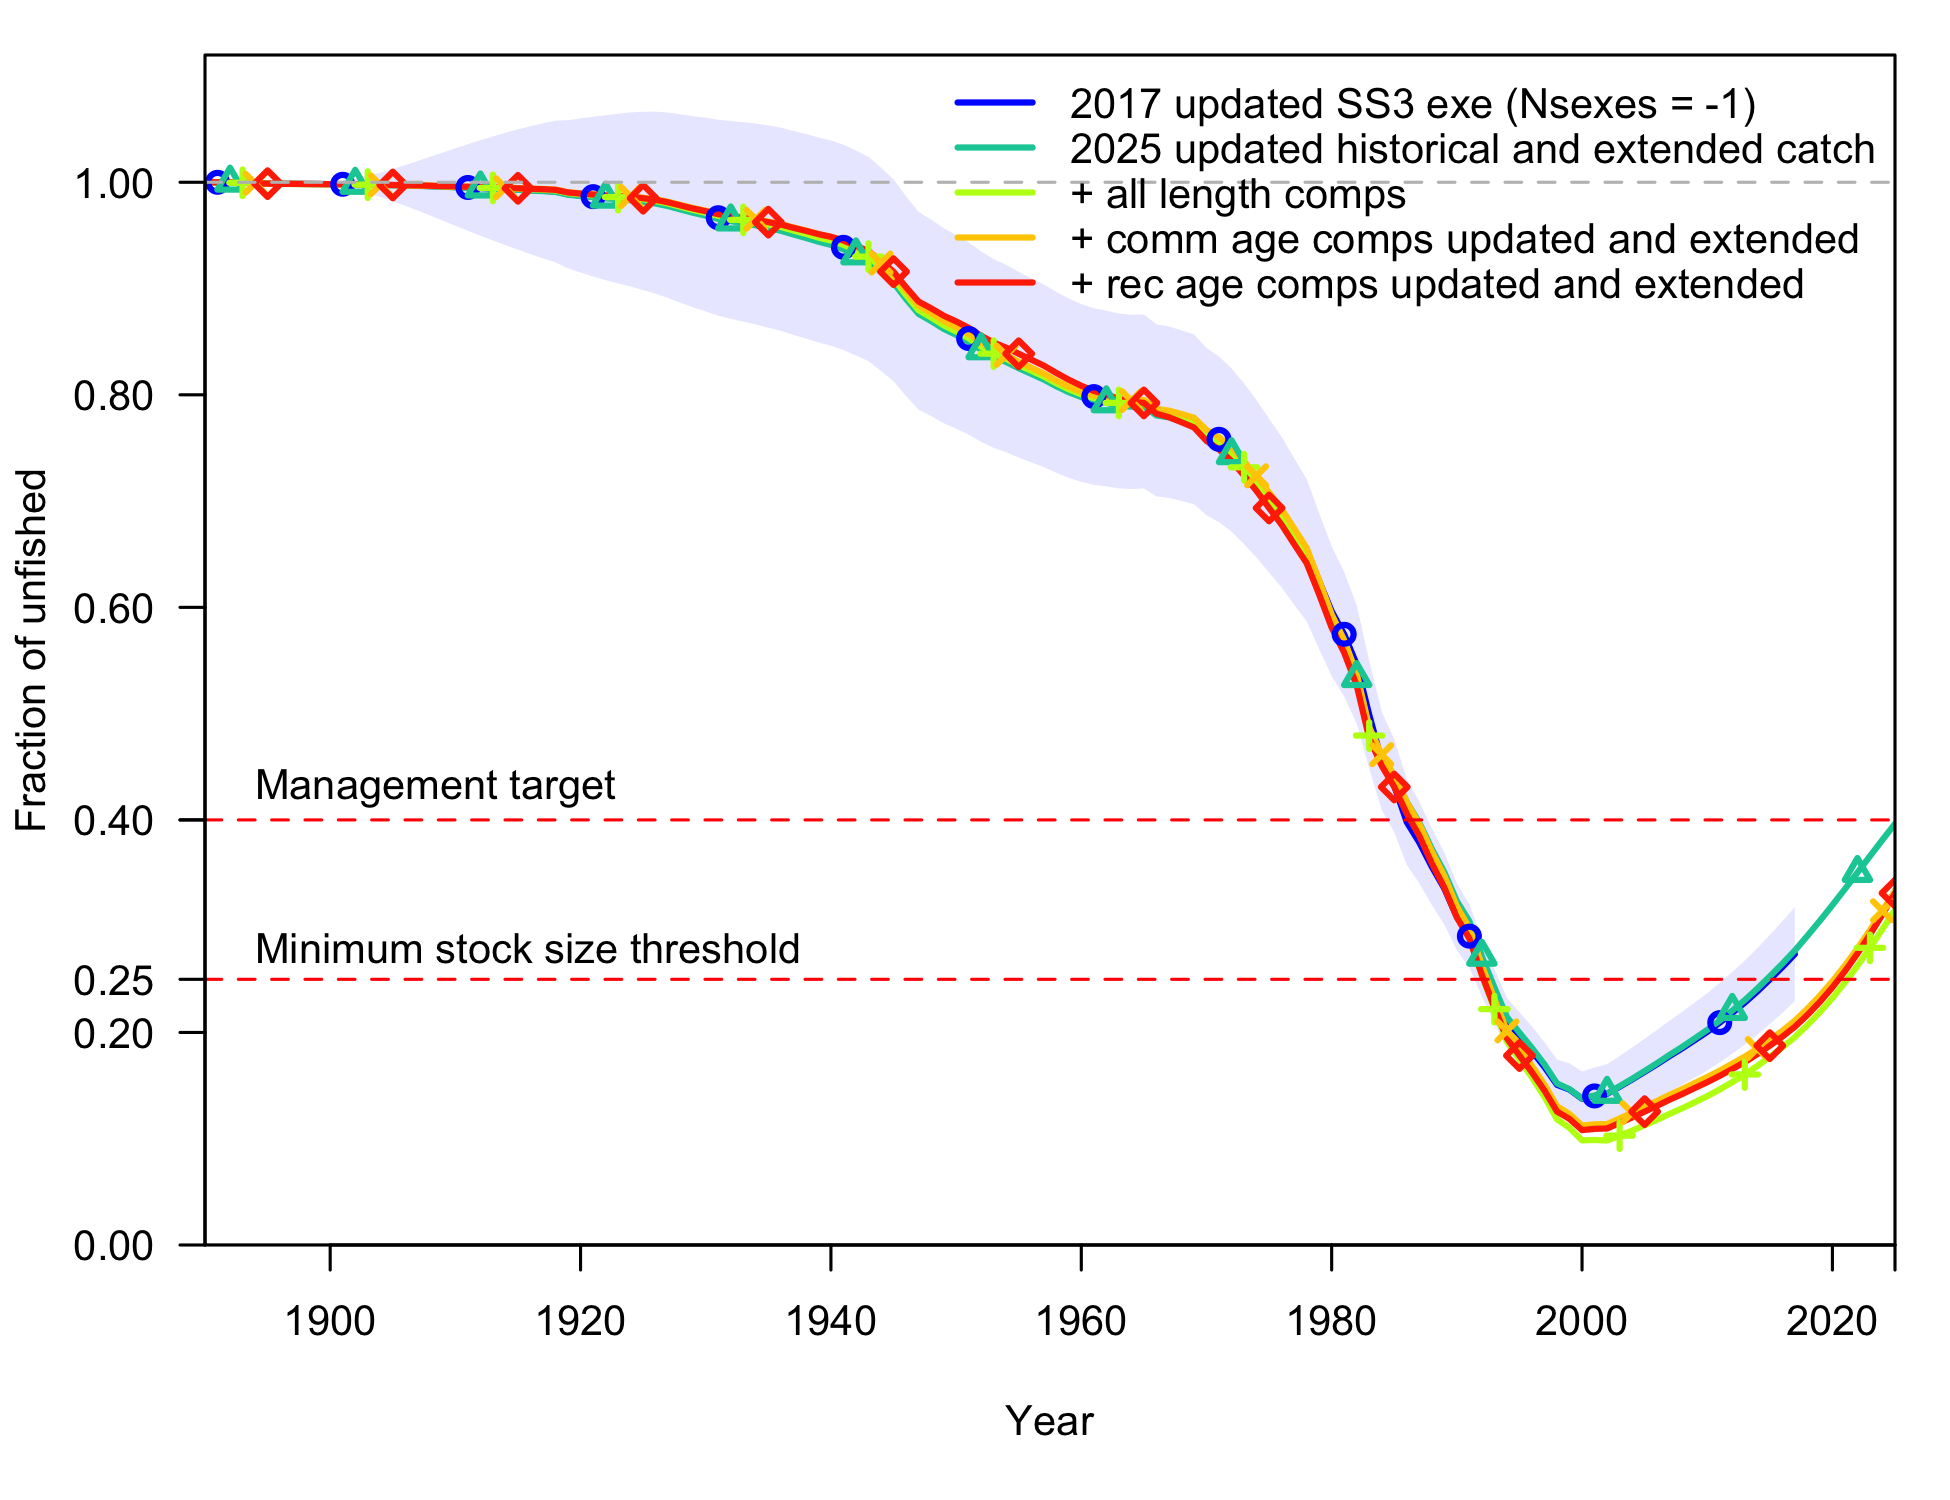 2017 updated SS3 exe (Nsexes = -1)
2025 updated historical and extended catch
+ all length comps
+ comm age comps updated and extended
+ rec age comps updated and extended
1.00
0.80
0.60
0.40
0.25
0.20
0.00
Fraction of unfished
Management target
Minimum stock size threshold
1900 1920 1940 1960 1980 2000 2020
Year